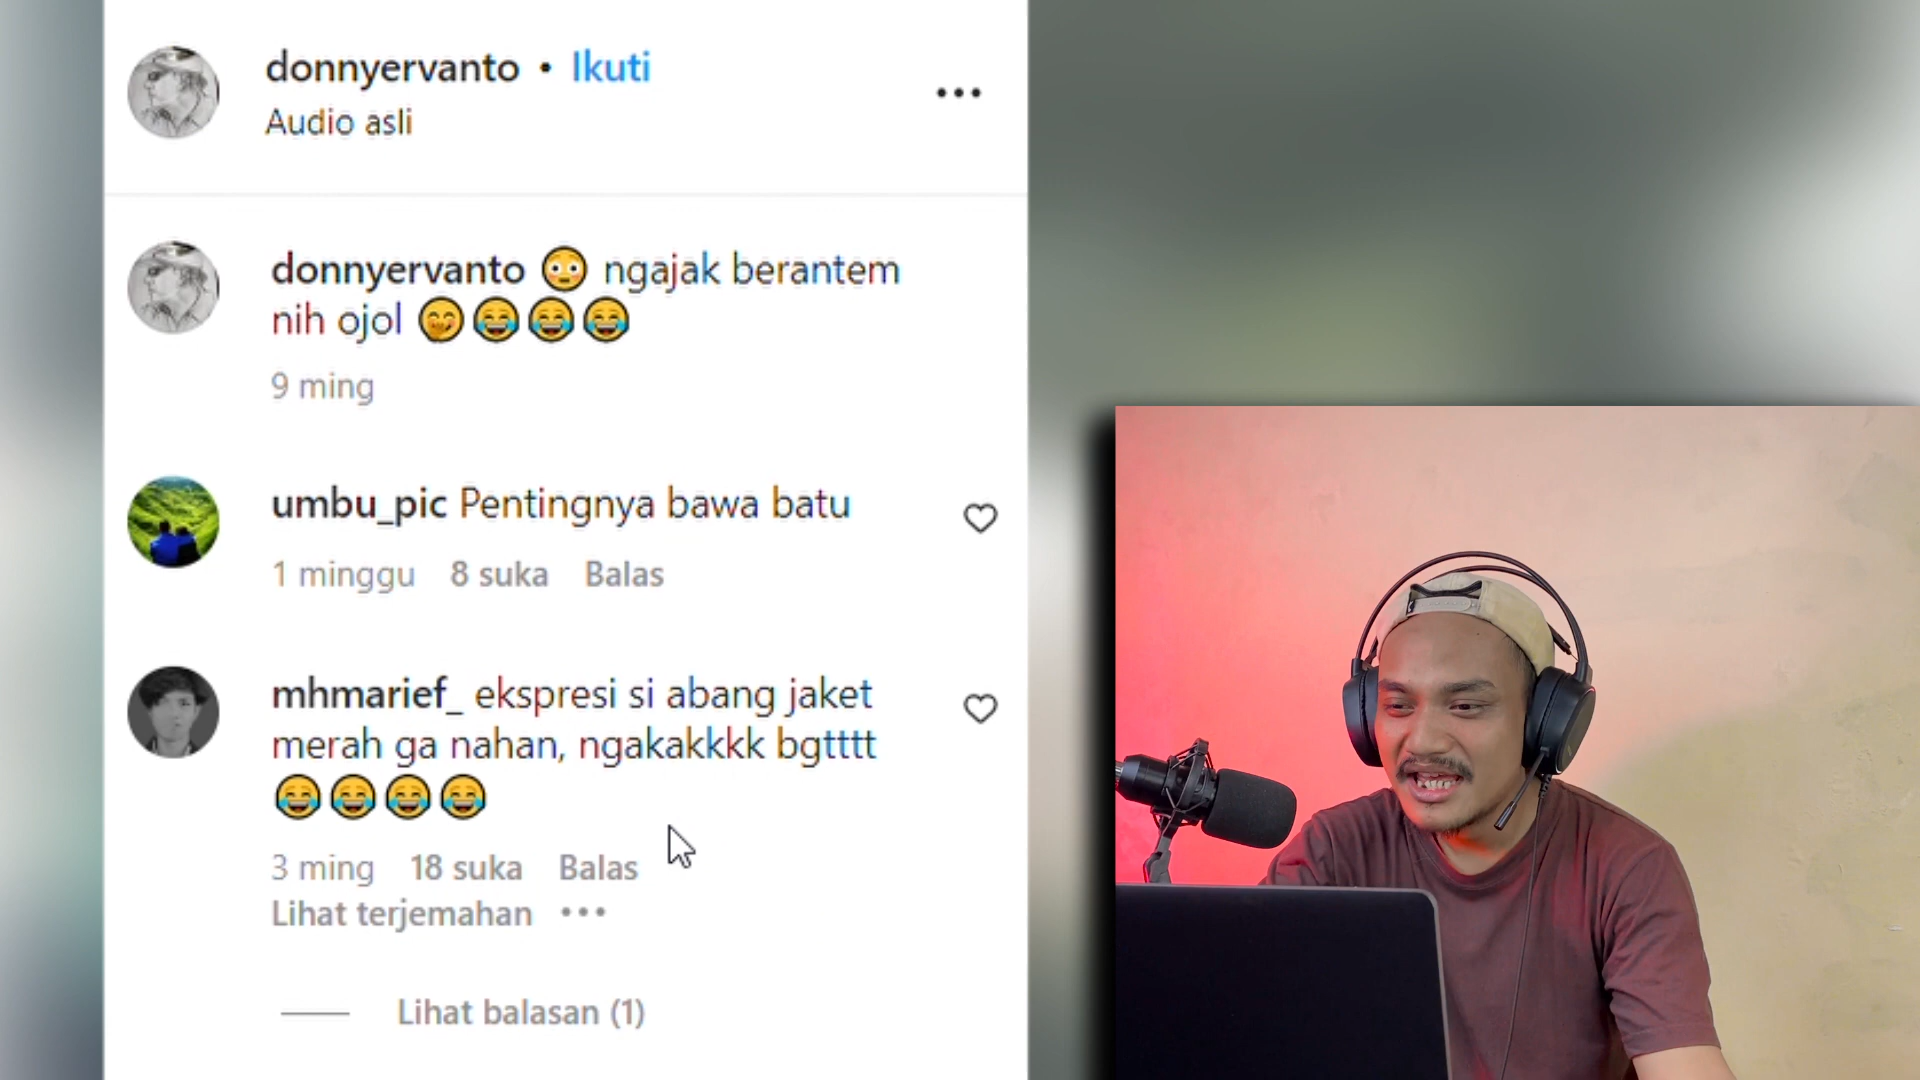 donnyervanto • Ikuti
Audio asli
donnyervanto 😳 ngajak berantem
nih ojol 🤭😂😂😂
9 ming
umbu_pic Pentingnya bawa batu
1 minggu 8 suka Balas
mhmarief_ ekspresi si abang jaket
merah ga nahan, ngakakkkk bgtttt
😂😂😂😂
3 ming 18 suka Balas
Lihat terjemahan •••
Lihat balasan (1)